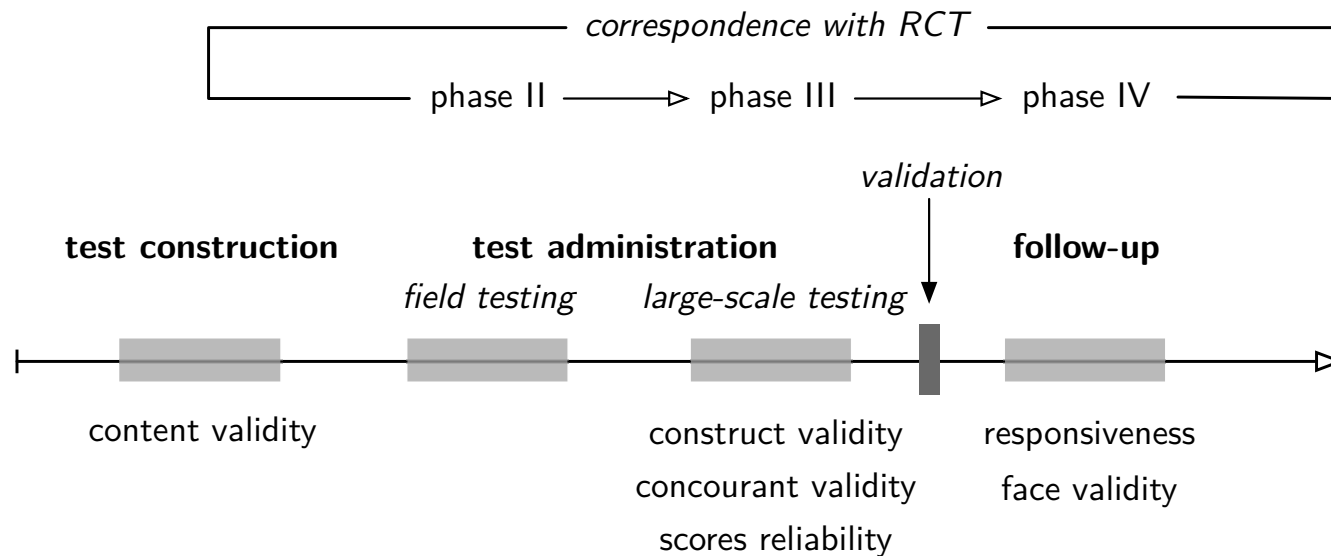 correspondence with RCT
phase II phase III phase IV
validation
test construction test administration follow-up
field testing large-scale testing
content validity construct validity responsiveness
concourant validity face validity
scores reliability